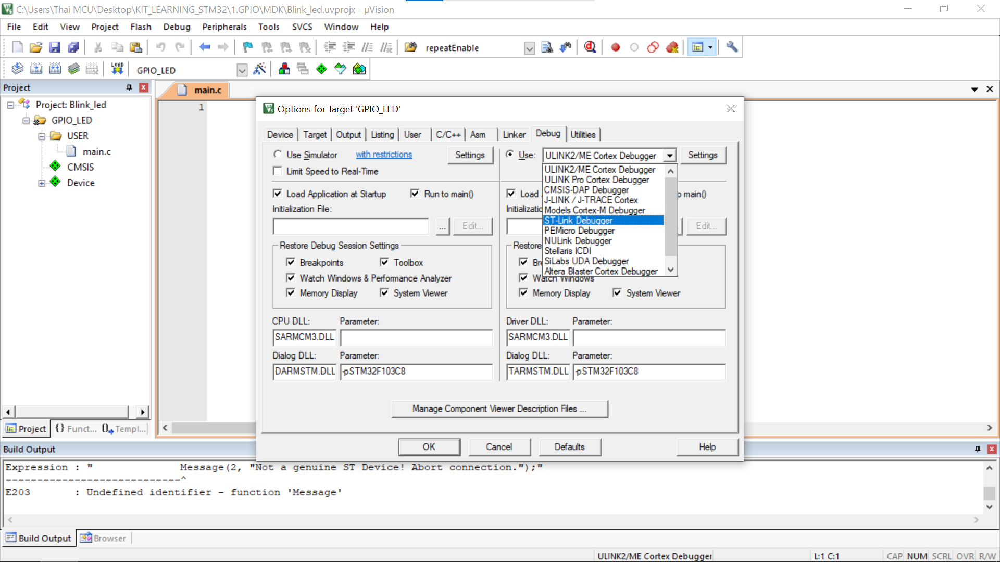 C:\Users\Thai MCU\Desktop\KIT_LEARNING_STM32\1.GPIO\MDK\Blink_led.uvprojx - µVision
File Edit View Project Flash Debug Peripherals Tools SVCS Window Help
repeatEnable
LOAD GPIO_LED
Project
main.c
1
Project: Blink_led
GPIO_LED
USER
main.c
CMSIS
Device
Project {} Funct... Templ...
Options for Target 'GPIO_LED'
Device Target Output Listing User C/C++ Asm Linker Debug Utilities
Use Simulator with restrictions Settings
Limit Speed to Real-Time
Load Application at Startup Run to main()
Initialization File:
... Edit...
Restore Debug Session Settings
Breakpoints Toolbox
Watch Windows & Performance Analyzer
Memory Display System Viewer
CPU DLL: Parameter:
SARMCM3.DLL
Dialog DLL: Parameter:
DARMSTM.DLL -pSTM32F103C8
Use: ULINK2/ME Cortex Debugger Settings
ULINK2/ME Cortex Debugger
ULINK Pro Cortex Debugger
CMSIS-DAP Debugger
J-LINK / J-TRACE Cortex
Models Cortex-M Debugger
ST-Link Debugger
PEMicro Debugger
NULink Debugger
Stellaris ICDI
SiLabs UDA Debugger
Altera Blaster Cortex Debugger
Load o main()
Edit...
Restore
Watch Windows
Memory Display System Viewer
Driver DLL: Parameter:
SARMCM3.DLL
Dialog DLL: Parameter:
TARMSTM.DLL -pSTM32F103C8
Manage Component Viewer Description Files ...
OK Cancel Defaults Help
Build Output
Expression : " Message(2, "Not a genuine ST Device! Abort connection.");"
----------------------------^
E203 : Undefined identifier - function 'Message'
Build Output Browser
ULINK2/ME Cortex Debugger L:1 C:1 CAP NUM SCRL OVR R/W